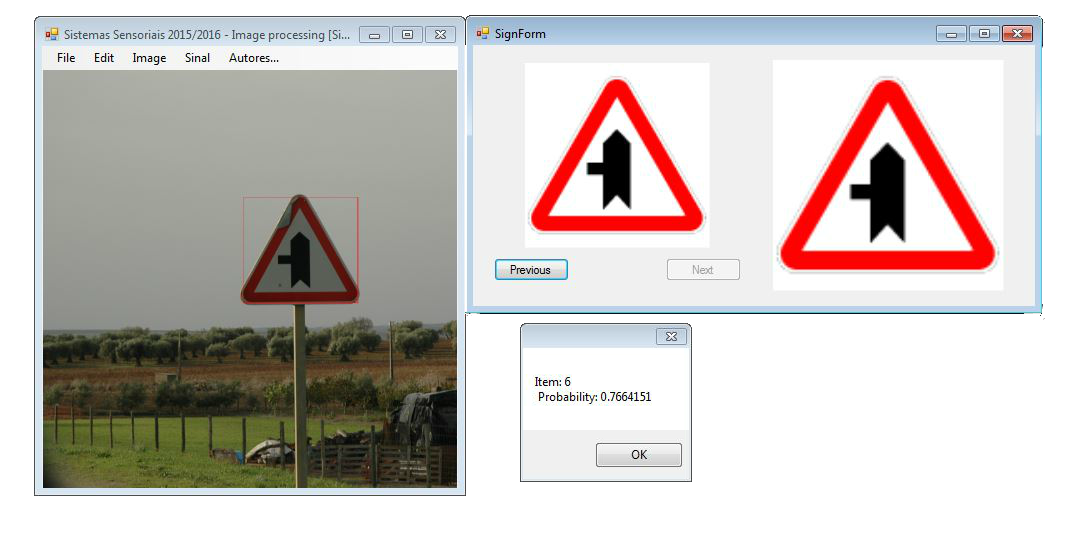 Sistemas Sensoriais 2015/2016 - Image processing [Si...
File Edit Image Sinal Autores...
SignForm
Previous
Next
Item: 6
Probability: 0.7664151
OK